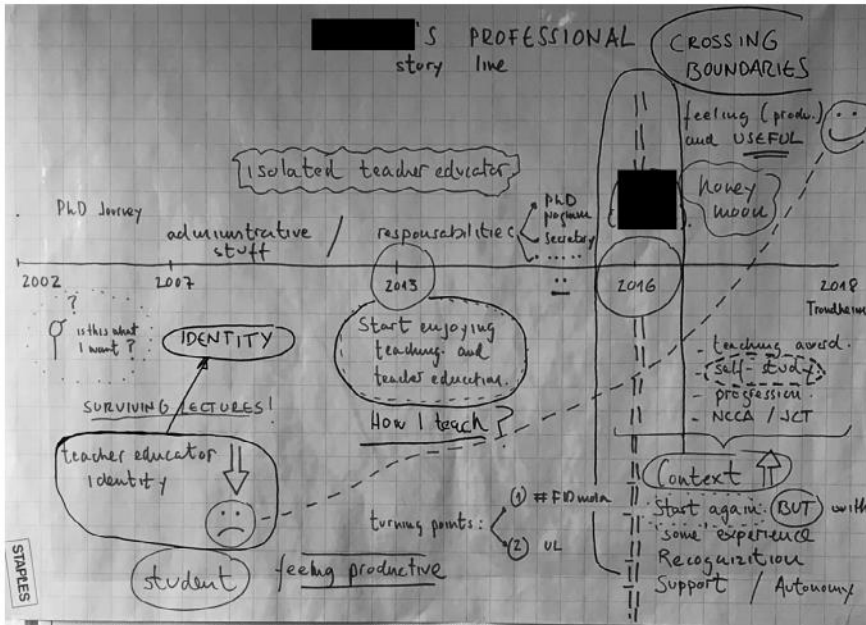 'S PROFESSIONAL
story line
CROSSING
BOUNDARIES
feeling (produ.)
and USEFUL
honey
moon
Isolated teacher educator
PhD Journey
administrative
stuff
/
responsabilities
PhD
program
secretary
......
2002
2007
2013
2016
2018
Trondheim
?
is this what
I want?
IDENTITY
SURVIVING LECTURES!
teacher educator
identity
student
feeling productive
Start enjoying
teaching and
teacher education.
How I teach?
turning points:
① #
② UL
- teaching award.
- self-study
- progression.
- NCCA / JCT
Context
Start again. BUT with
'some' experience
Recognization
Support / Autonomy
STAPLES